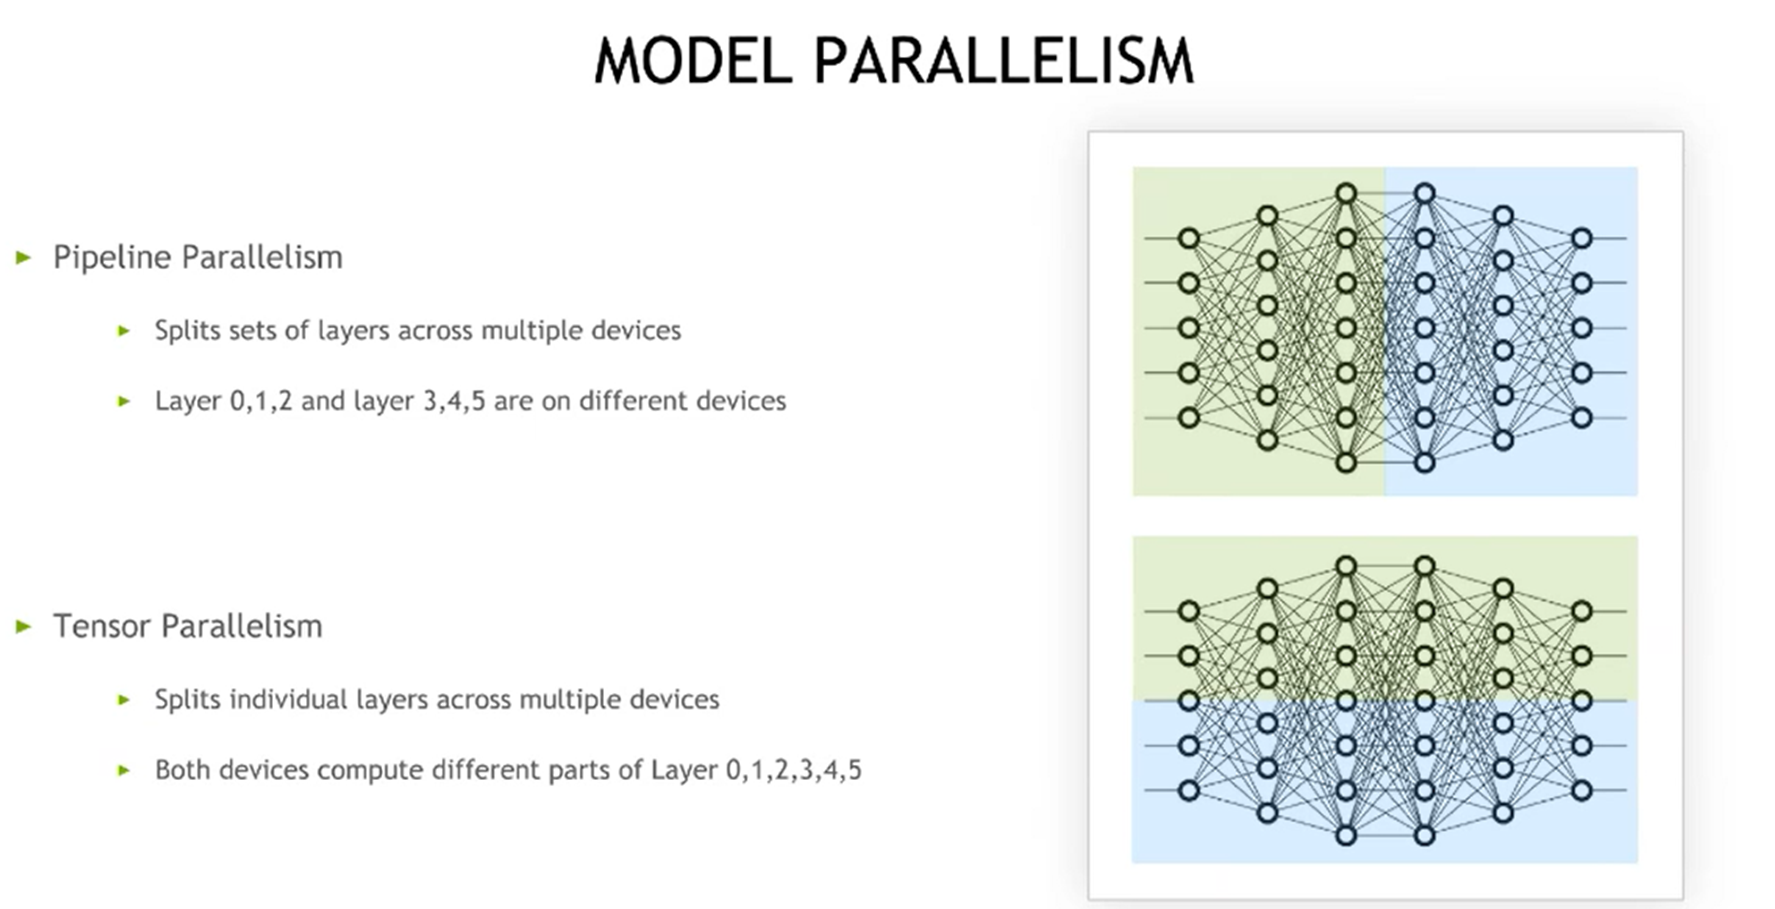 MODEL PARALLELISM
Pipeline Parallelism
Splits sets of layers across multiple devices
Layer 0,1,2 and layer 3,4,5 are on different devices
Tensor Parallelism
Splits individual layers across multiple devices
Both devices compute different parts of Layer 0,1,2,3,4,5